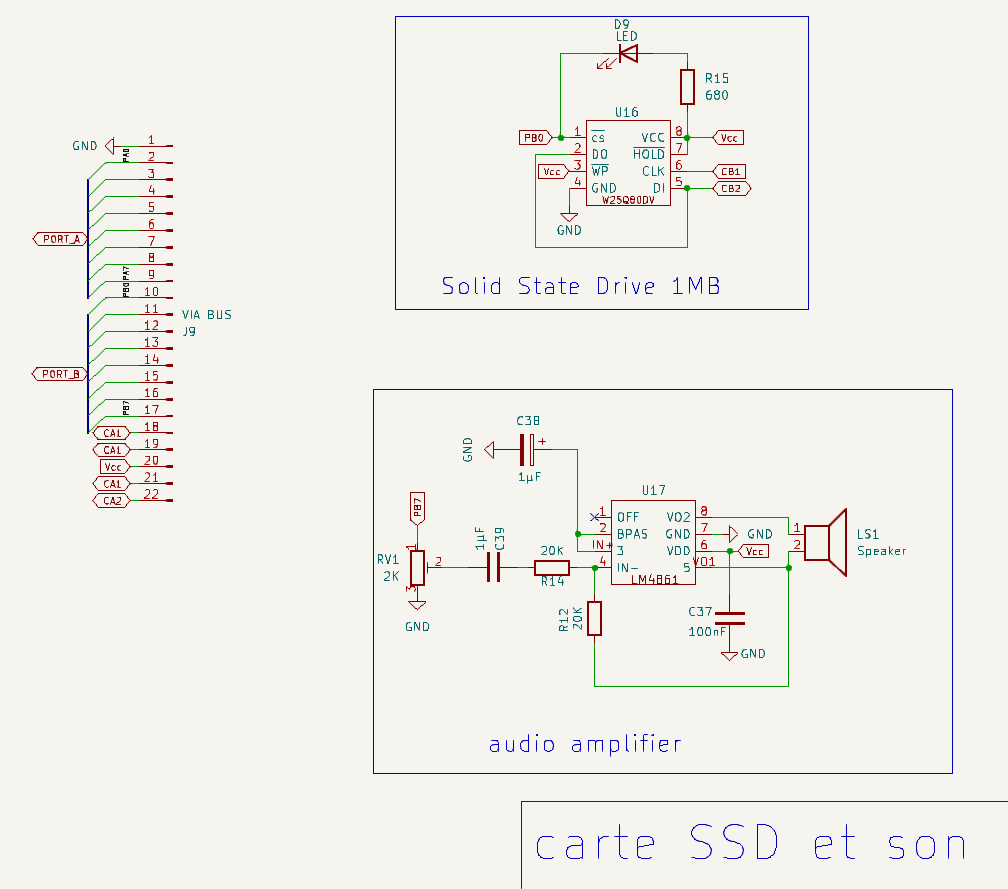 D9
LED
R15
680
U16
PB0
1
CS
VCC
8
Vcc
2
DO
HOLD
7
Vcc
3
WP
CLK
6
CB1
4
GND
DI
5
CB2
W25Q80DV
GND
Solid State Drive 1MB
GND
1
PA0
2
3
4
5
PORT_A
6
7
8
PA7
9
PB0
10
11
VIA BUS
12
J9
13
14
PORT_B
15
16
PB7
17
CA1
18
CA1
19
Vcc
20
CA1
21
CA2
22
C38
GND
+
1µF
U17
PB7
1
OFF
VO2
8
2
BPAS
GND
7
GND
IN+
3
VDD
6
Vcc
4
IN-
VO1
5
LM4861
1
2
LS1
Speaker
RV1
2K
1
2
3
GND
1µF
C39
20K
R14
R12
20K
C37
100nF
GND
audio amplifier
carte SSD et son